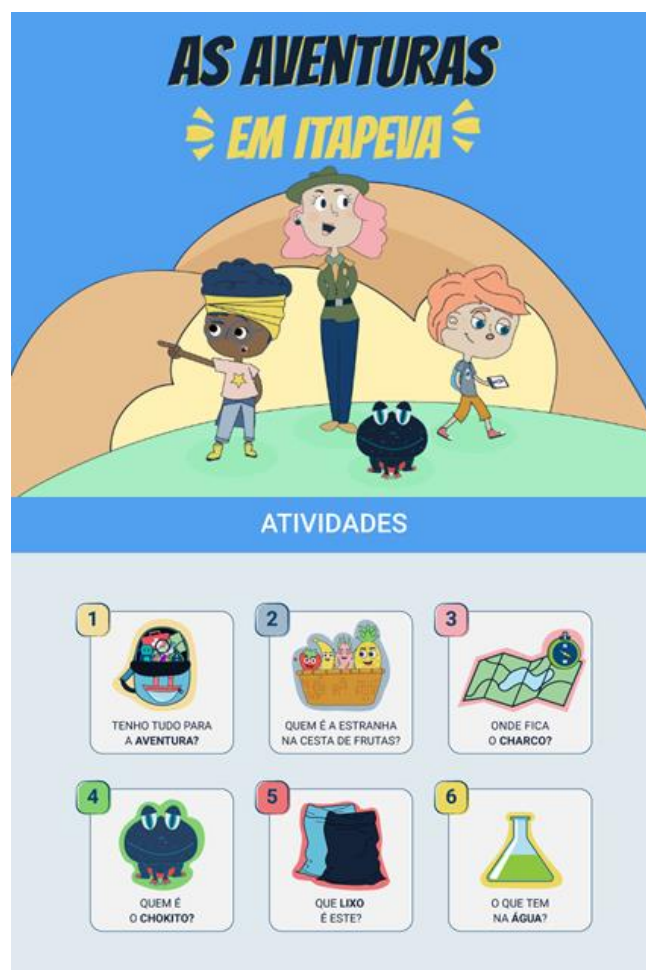 AS AVENTURAS
EM ITAPEVA
ATIVIDADES
1
TENHO TUDO PARA
A AVENTURA?
2
QUEM É A ESTRANHA
NA CESTA DE FRUTAS?
3
ONDE FICA
O CHARCO?
4
QUEM É
O CHOKITO?
5
QUE LIXO
É ESTE?
6
O QUE TEM
NA ÁGUA?